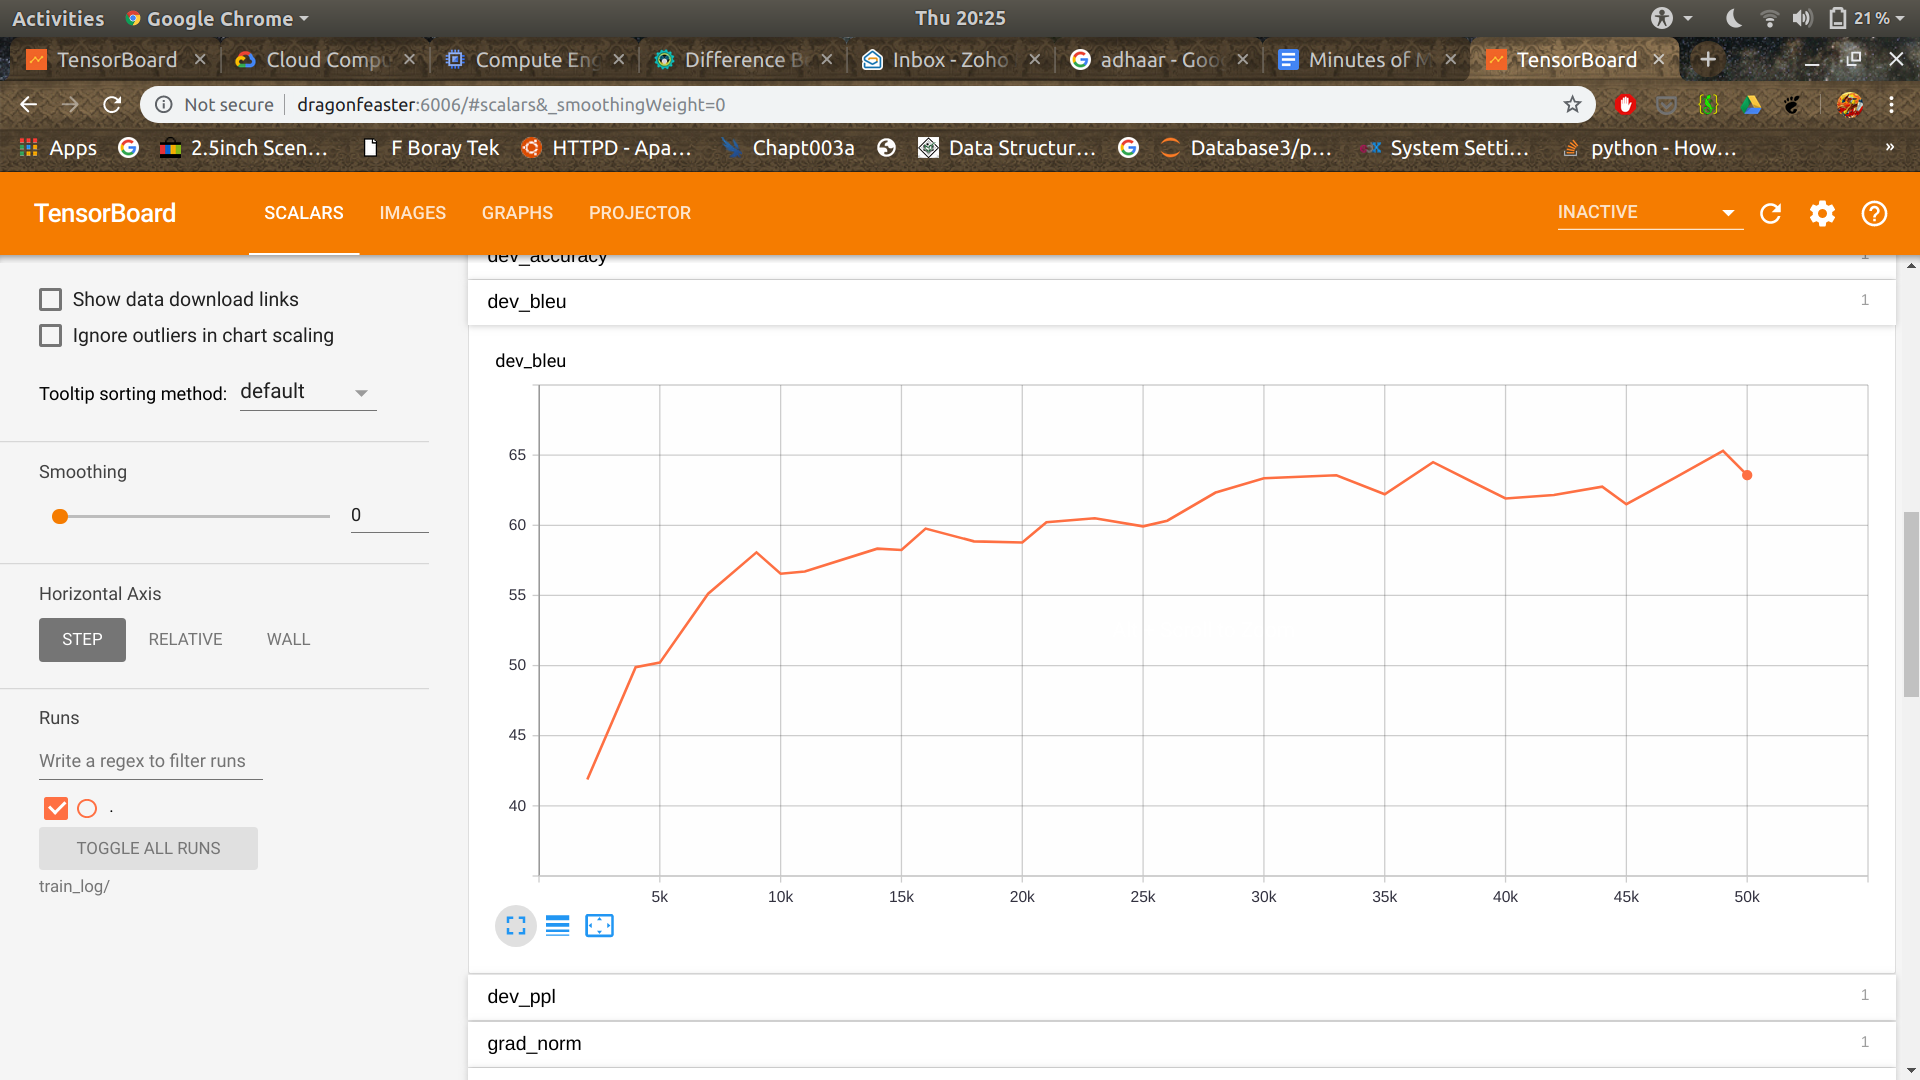 Activities Google Chrome Thu 20:25 21 %
TensorBoard Cloud Comp Compute En Difference B Inbox - Zoho adhaar - Goo Minutes of M TensorBoard
Not secure dragonfeaster:6006/#scalars&_smoothingWeight=0
Apps 2.5inch Scen... F Boray Tek HTTPD - Apa... Chapt003a Data Structur... Database3/p... System Setti... python - How... »
TensorBoard SCALARS IMAGES GRAPHS PROJECTOR INACTIVE
dev_accuracy 1
Show data download links
Ignore outliers in chart scaling
Tooltip sorting method: default
Smoothing
0
Horizontal Axis
STEP RELATIVE WALL
Runs
Write a regex to filter runs
.
TOGGLE ALL RUNS
train_log/
dev_bleu 1
dev_bleu
65
60
55
50
45
40
5k 10k 15k 20k 25k 30k 35k 40k 45k 50k
dev_ppl 1
grad_norm 1